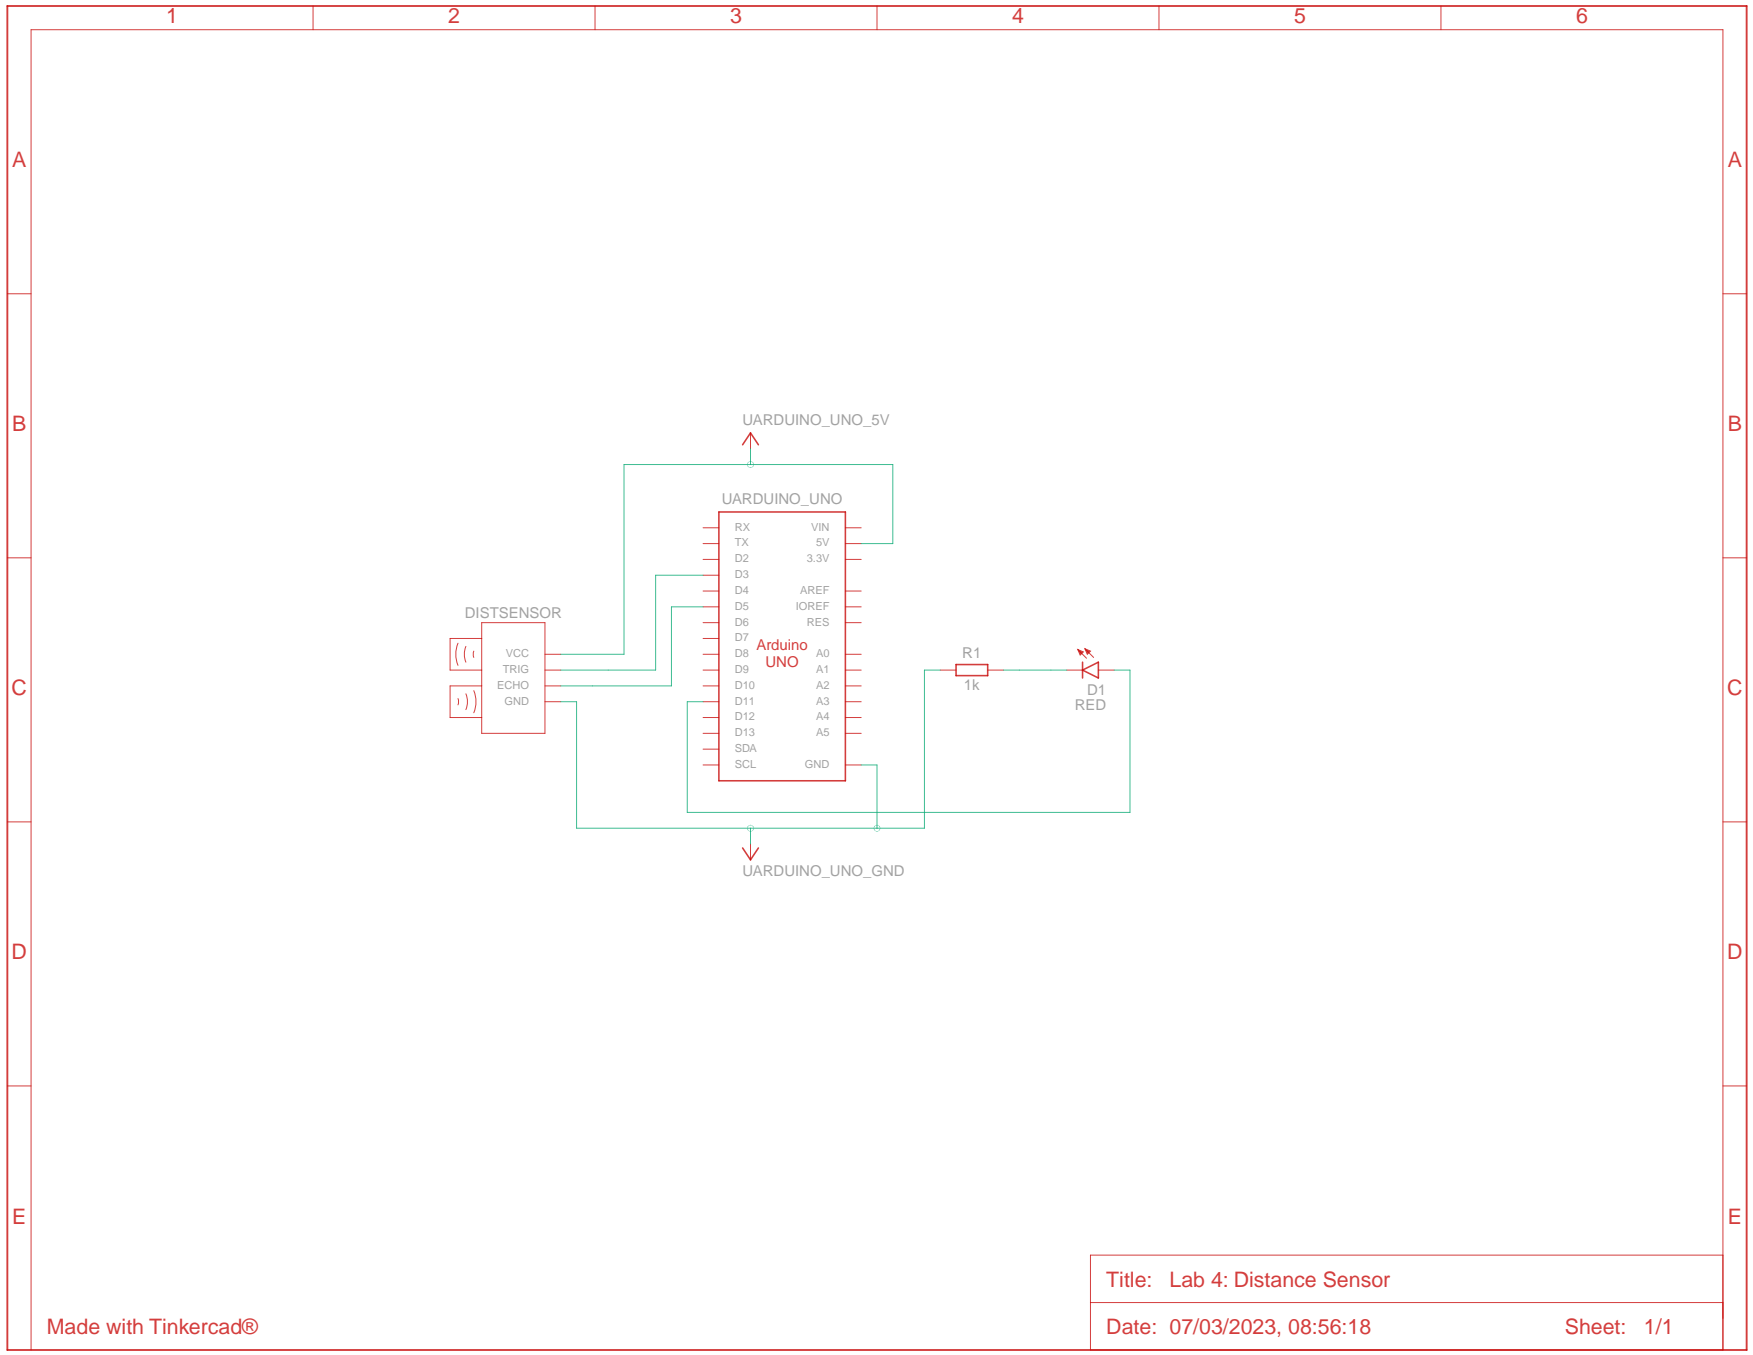 1 2 3 4 5 6
A A
B B
UARDUINO_UNO_5V
UARDUINO_UNO
RX VIN
TX 5V
D2 3.3V
D3
D4 AREF
D5 IOREF
D6 RES
D7
D8 A0
D9 A1
D10 A2
D11 A3
D12 A4
D13 A5
SDA
SCL GND
Arduino
UNO
DISTSENSOR
VCC
TRIG
ECHO
GND
R1
1k
D1
RED
C C
UARDUINO_UNO_GND
D D
E E
Title: Lab 4: Distance Sensor
Made with Tinkercad®
Date: 07/03/2023, 08:56:18 Sheet: 1/1